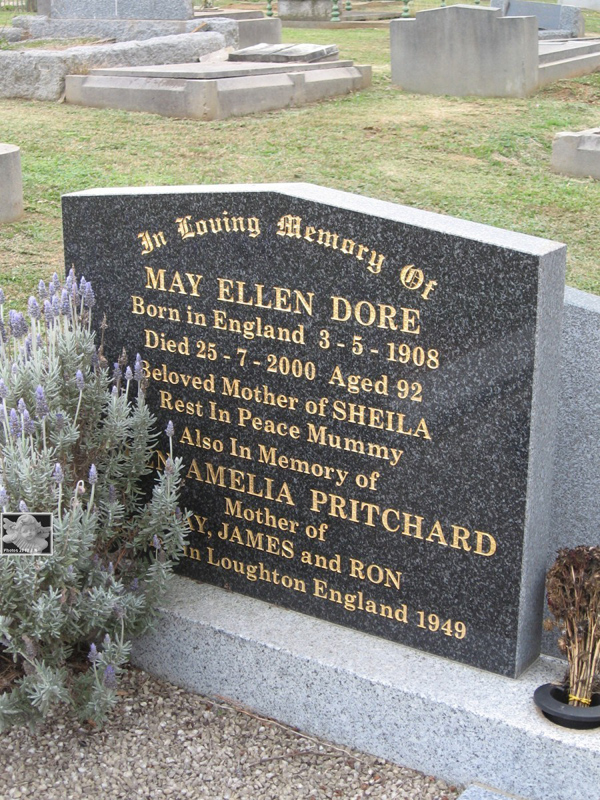 In Loving Memory Of
MAY ELLEN DORE
Born in England 3-5-1908
Died 25-7-2000 Aged 92
Beloved Mother of SHEILA
Rest In Peace Mummy
Also In Memory of
AMELIA PRITCHARD
Mother of
JAMES and RON
in Loughton England 1949